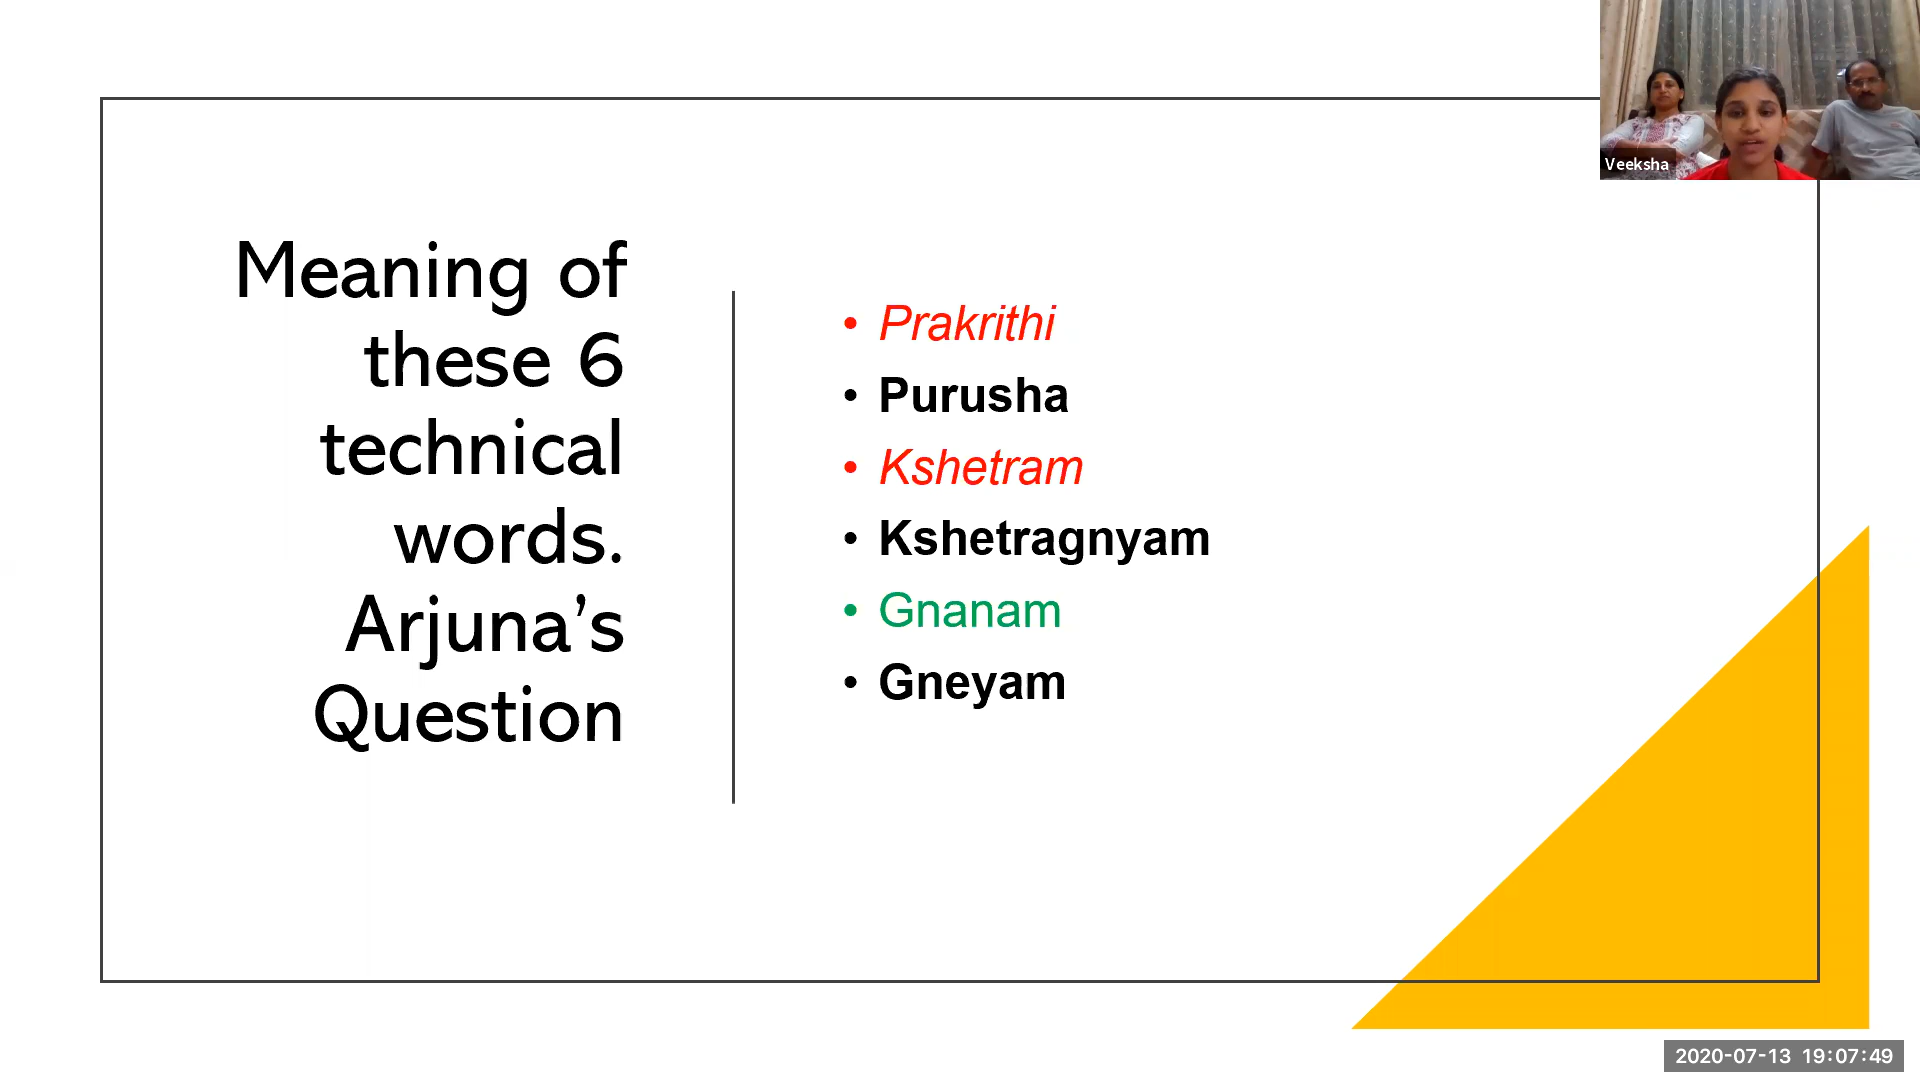 Veeksha
Meaning of
these 6
technical
words.
Arjuna’s
Question
• Prakrithi
• Purusha
• Kshetram
• Kshetragnyam
• Gnanam
• Gneyam
2020-07-13 19:07:49